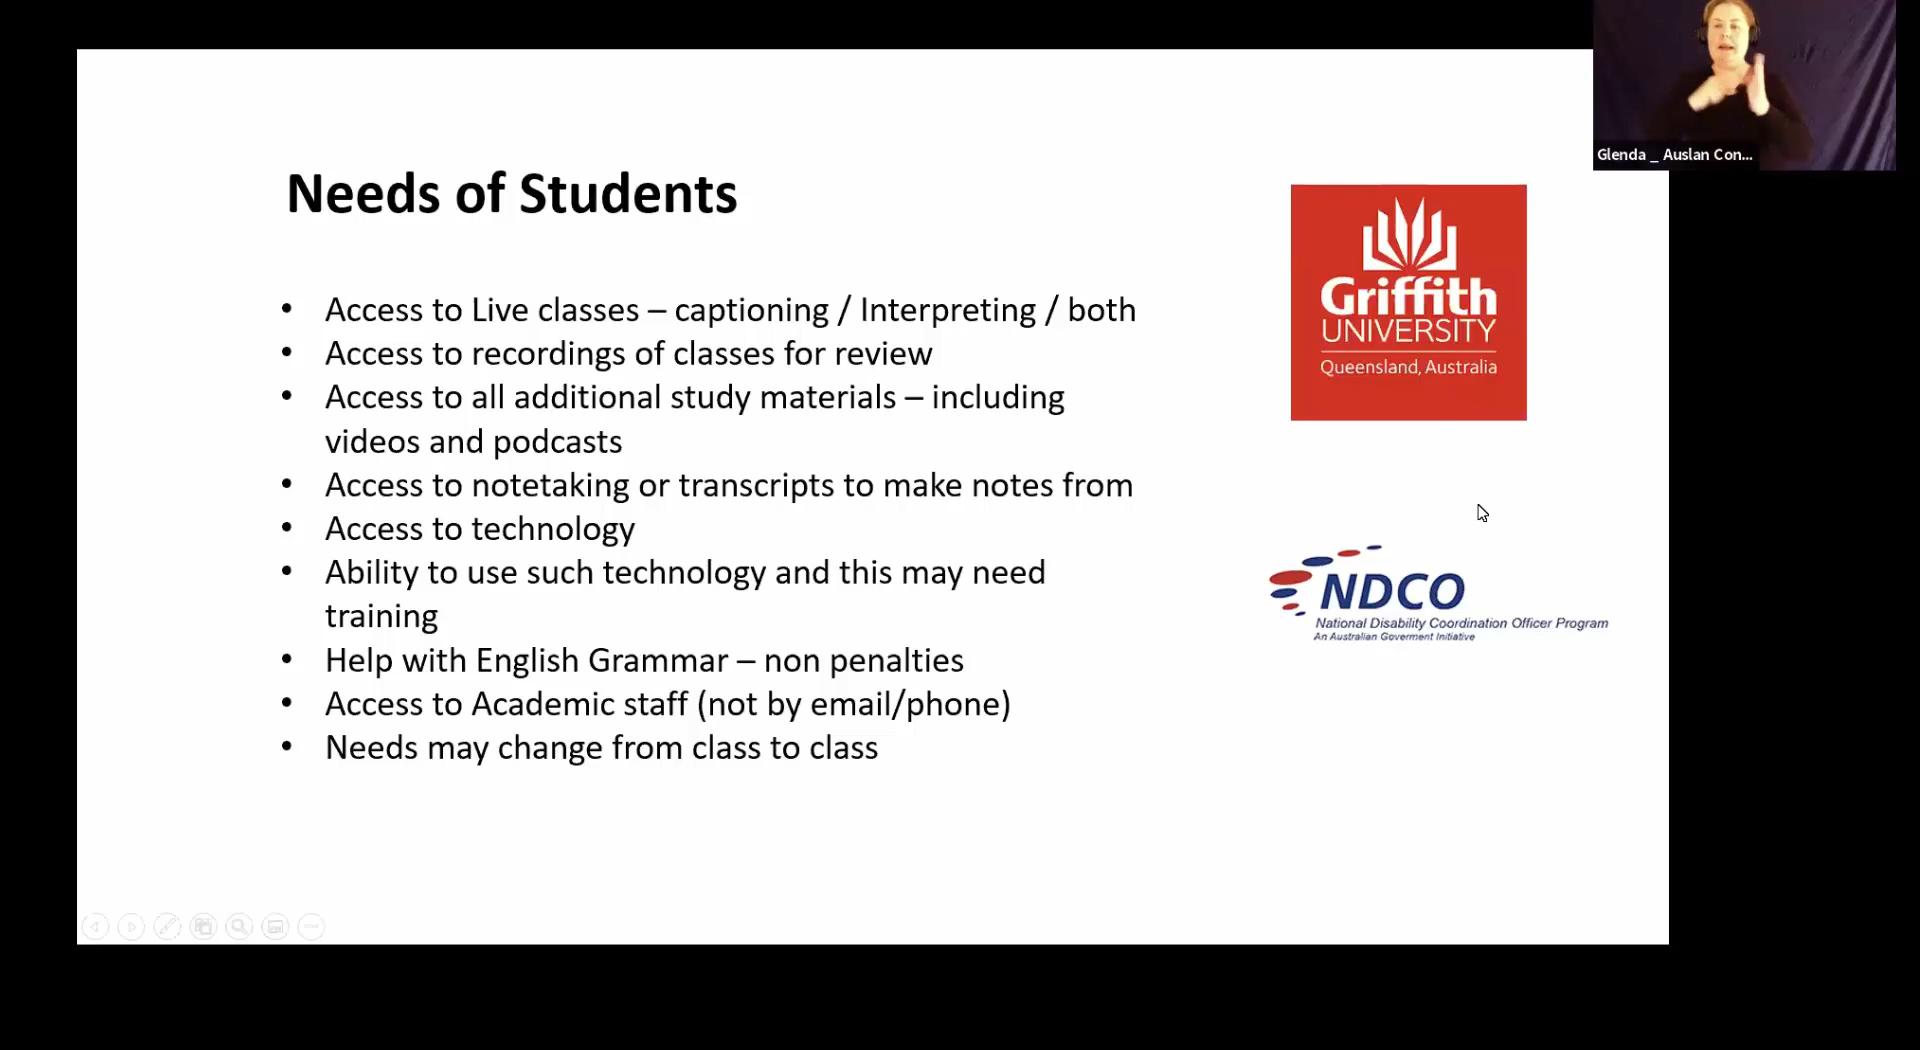 Glenda _ Auslan Con...
Needs of Students
• Access to Live classes – captioning / Interpreting / both
• Access to recordings of classes for review
• Access to all additional study materials – including
videos and podcasts
• Access to notetaking or transcripts to make notes from
• Access to technology
• Ability to use such technology and this may need
training
• Help with English Grammar – non penalties
• Access to Academic staff (not by email/phone)
• Needs may change from class to class
Griffith
UNIVERSITY
Queensland, Australia
NDCO
National Disability Coordination Officer Program
An Australian Goverment Initiative